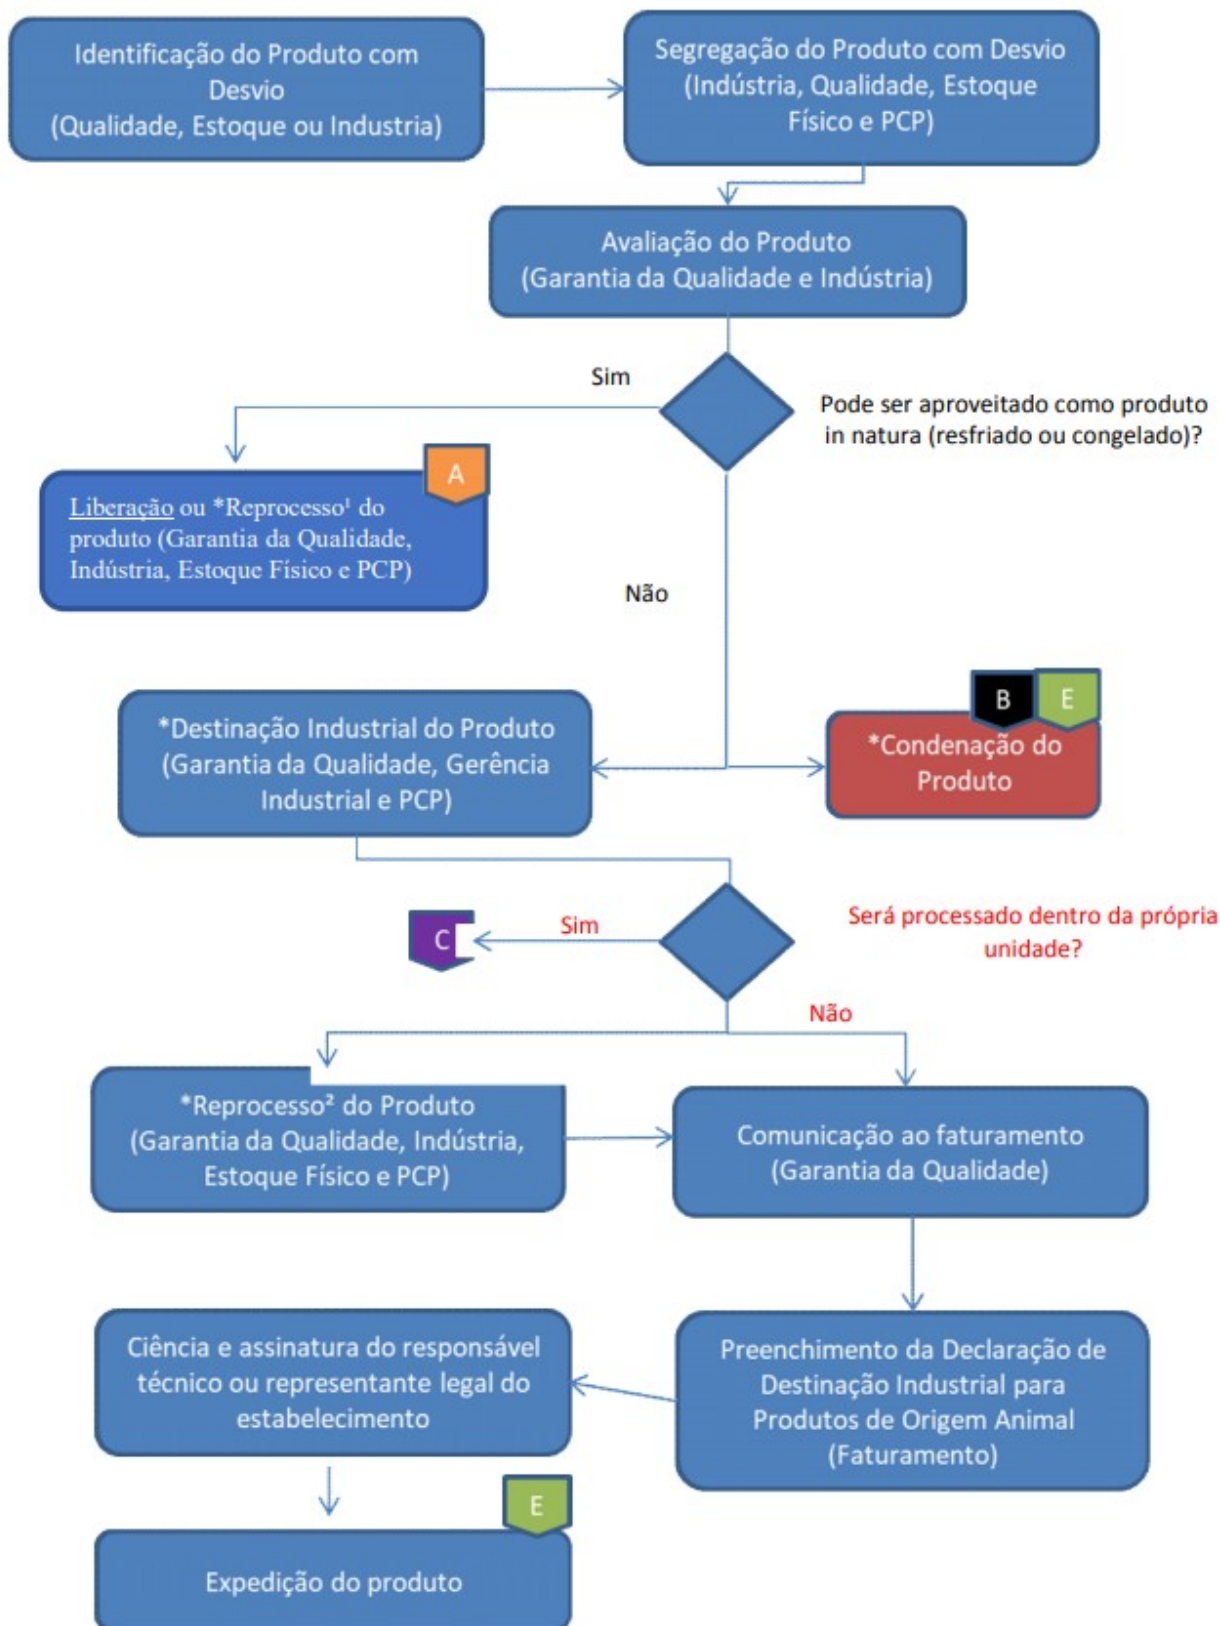 Identificação do Produto com
Desvio
(Qualidade, Estoque ou Industria)
Segregação do Produto com Desvio
(Indústria, Qualidade, Estoque
Físico e PCP)
Avaliação do Produto
(Garantia da Qualidade e Indústria)
Sim
Pode ser aproveitado como produto
in natura (resfriado ou congelado)?
A
Liberação ou *Reprocesso¹ do
produto (Garantia da Qualidade,
Indústria, Estoque Físico e PCP)
Não
B
E
*Destinação Industrial do Produto
(Garantia da Qualidade, Gerência
Industrial e PCP)
*Condenação do
Produto
C
Sim
Será processado dentro da própria
unidade?
Não
*Reprocesso² do Produto
(Garantia da Qualidade, Indústria,
Estoque Físico e PCP)
Comunicação ao faturamento
(Garantia da Qualidade)
Ciência e assinatura do responsável
técnico ou representante legal do
estabelecimento
Preenchimento da Declaração de
Destinação Industrial para
Produtos de Origem Animal
(Faturamento)
E
Expedição do produto